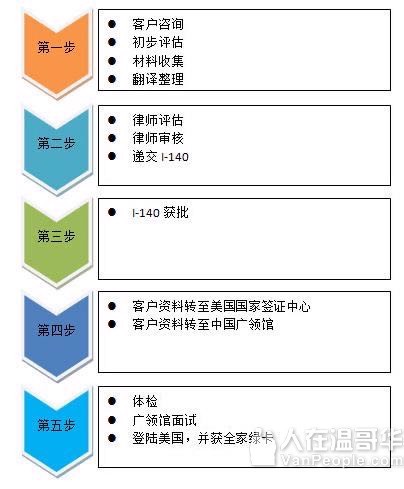 第一步
● 客户咨询
● 初步评估
● 材料收集
● 翻译整理
第二步
● 律师评估
● 律师审核
● 递交 I-140
第三步
● I-140 获批
第四步
● 客户资料转至美国国家签证中心
● 客户资料转至中国广领馆
第五步
● 体检
● 广领馆面试
● 登陆美国，并获全家绿卡
人在温哥华
VanPeople.com